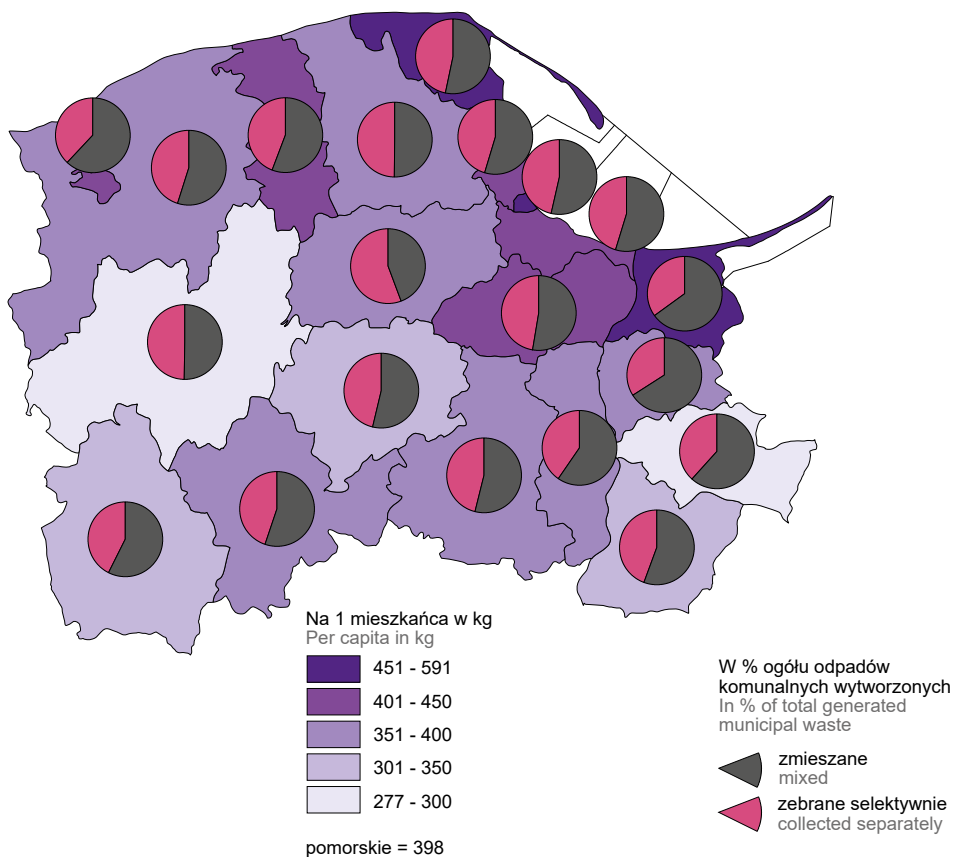 Na 1 mieszkańca w kg
Per capita in kg
451 - 591
401 - 450
351 - 400
301 - 350
277 - 300
pomorskie = 398
W % ogółu odpadów
komunalnych wytworzonych
In % of total generated
municipal waste
zmieszane
mixed
zebrane selektywnie
collected separately